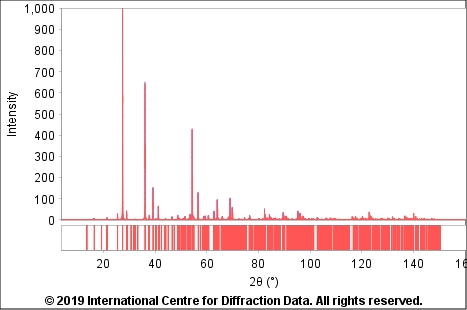 1,000
900
800
700
600
500
400
300
200
100
0
Intensity
20 40 60 80 100 120 140 16
2θ (°)
© 2019 International Centre for Diffraction Data. All rights reserved.